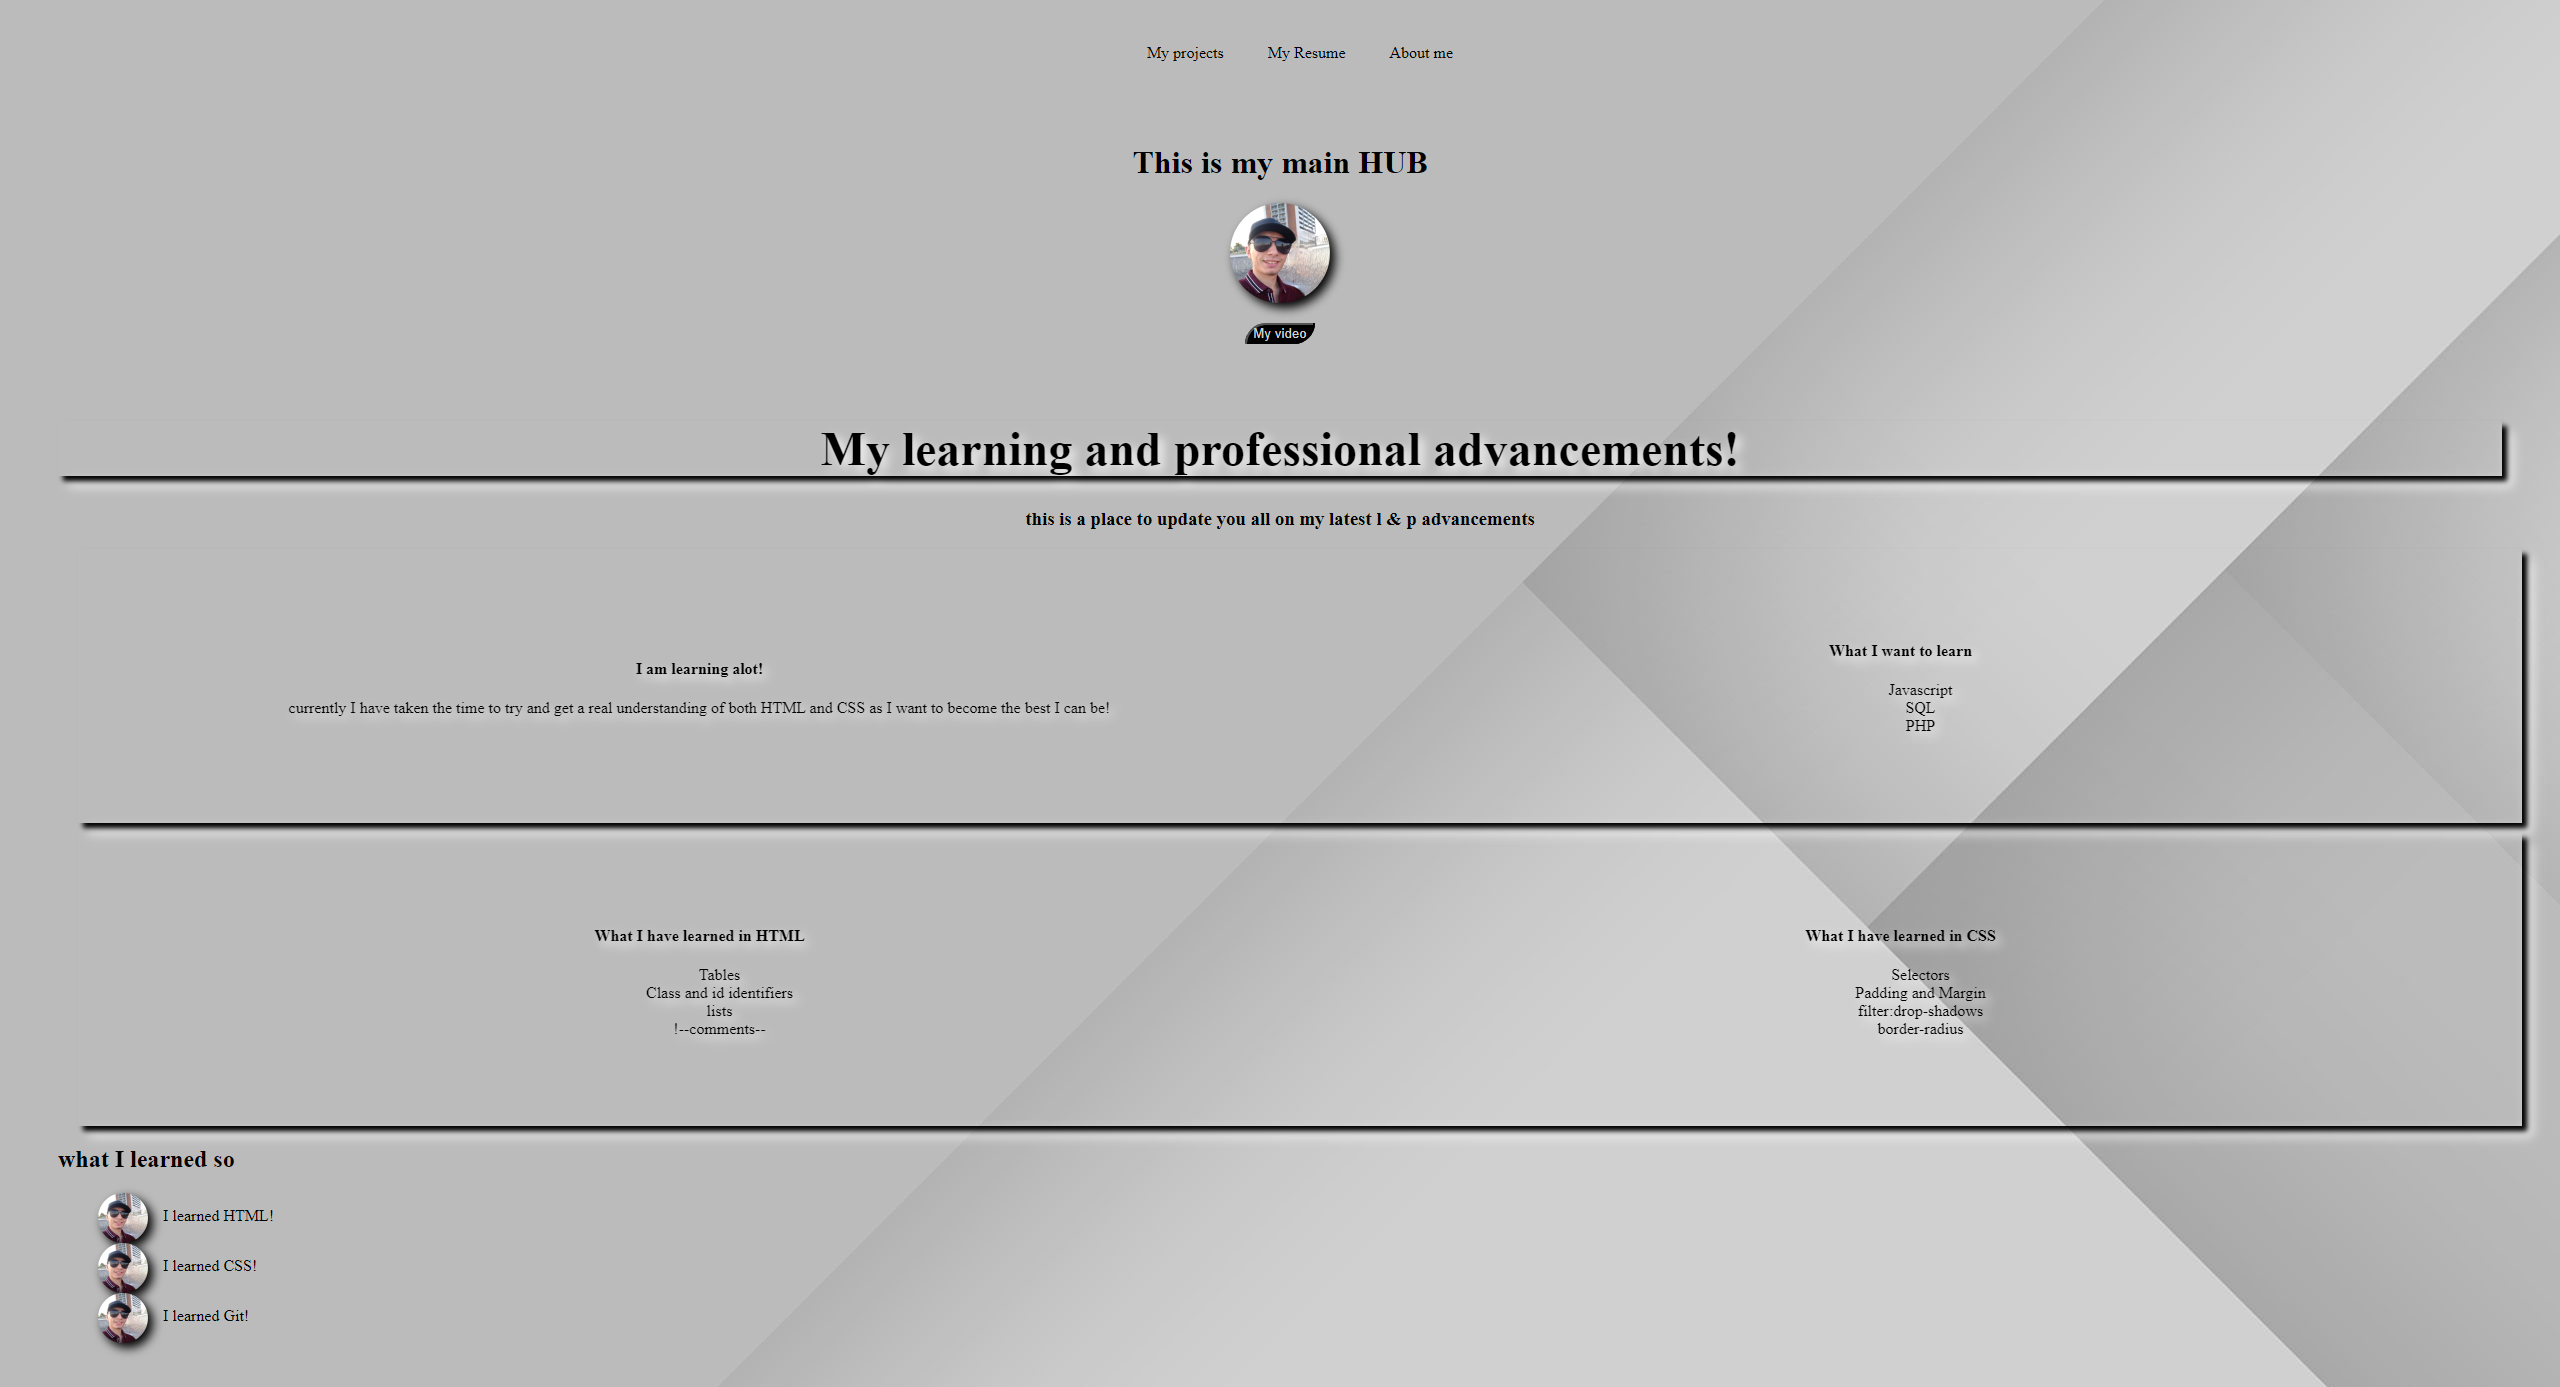 My projects My Resume About me
This is my main HUB
My video
My learning and professional advancements!
this is a place to update you all on my latest l & p advancements
I am learning alot!
currently I have taken the time to try and get a real understanding of both HTML and CSS as I want to become the best I can be!
What I want to learn
Javascript
SQL
PHP
What I have learned in HTML
Tables
Class and id identifiers
lists
!--comments--
What I have learned in CSS
Selectors
Padding and Margin
filter:drop-shadows
border-radius
what I learned so
I learned HTML!
I learned CSS!
I learned Git!